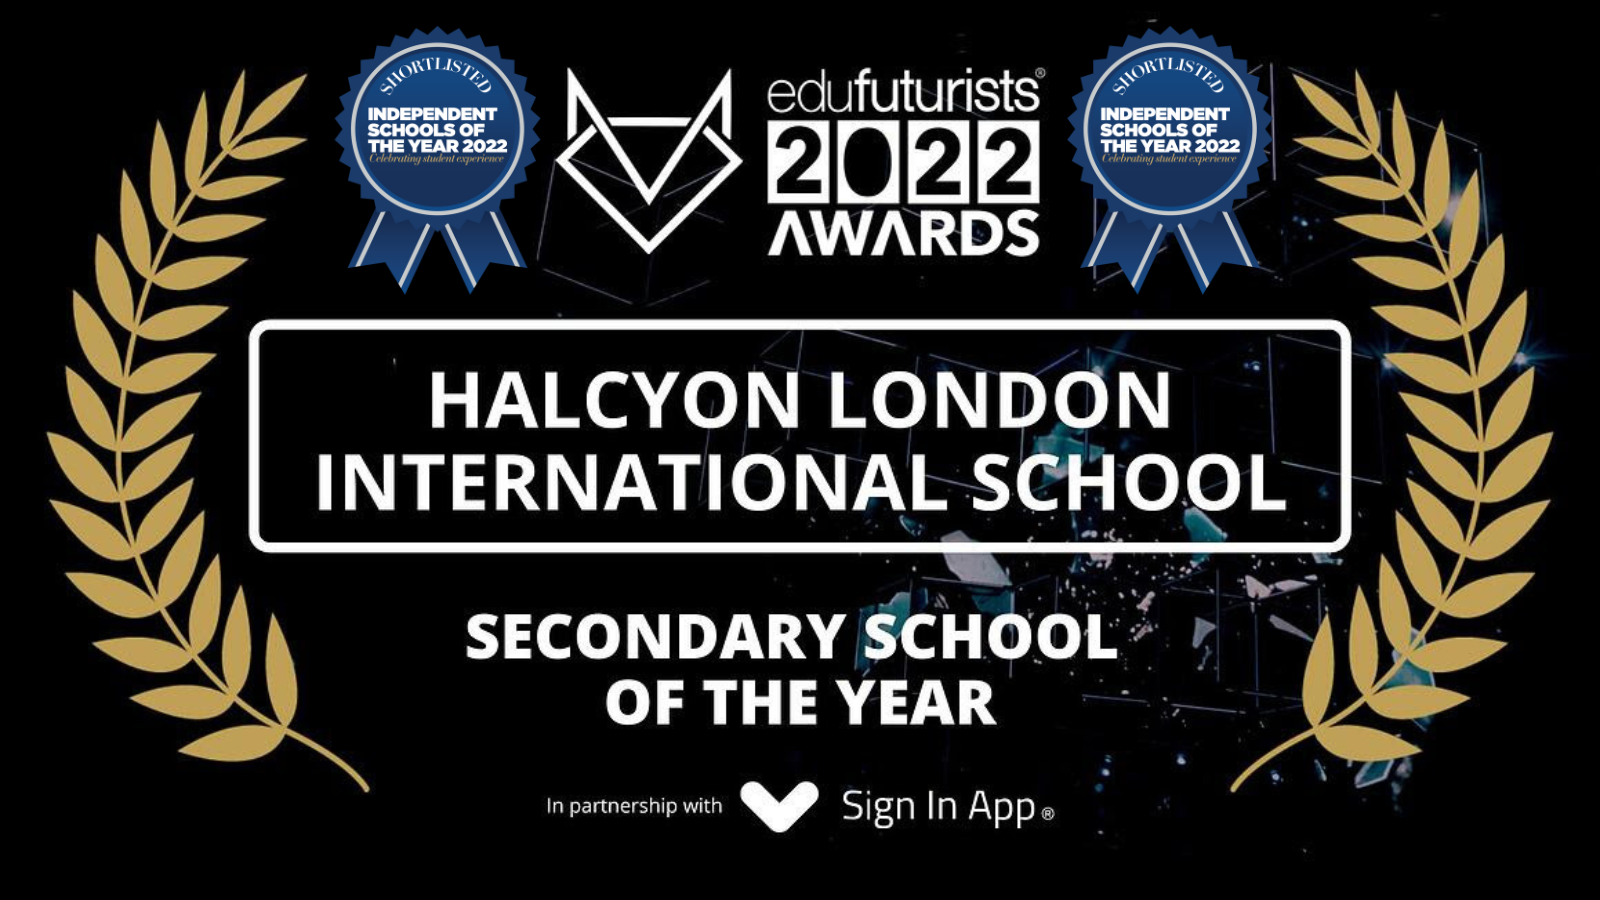 SHORTLISTED
INDEPENDENT
SCHOOLS OF
THE YEAR 2022
Celebrating student experience
edufuturists®
2022
AWARDS
SHORTLISTED
INDEPENDENT
SCHOOLS OF
THE YEAR 2022
Celebrating student experience
HALCYON LONDON
INTERNATIONAL SCHOOL
SECONDARY SCHOOL
OF THE YEAR
In partnership with Sign In App®